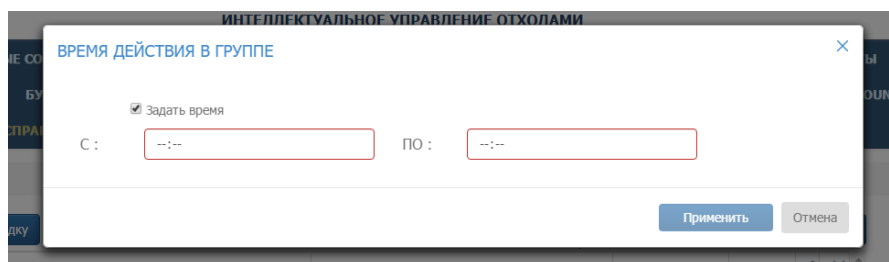 ИНТЕЛЛЕКТУАЛЬНОЕ УПРАВЛЕНИЕ ОТХОДАМИ
ВРЕМЯ ДЕЙСТВИЯ В ГРУППЕ
Задать время
С : --:-- ПО : --:--
Применить Отмена